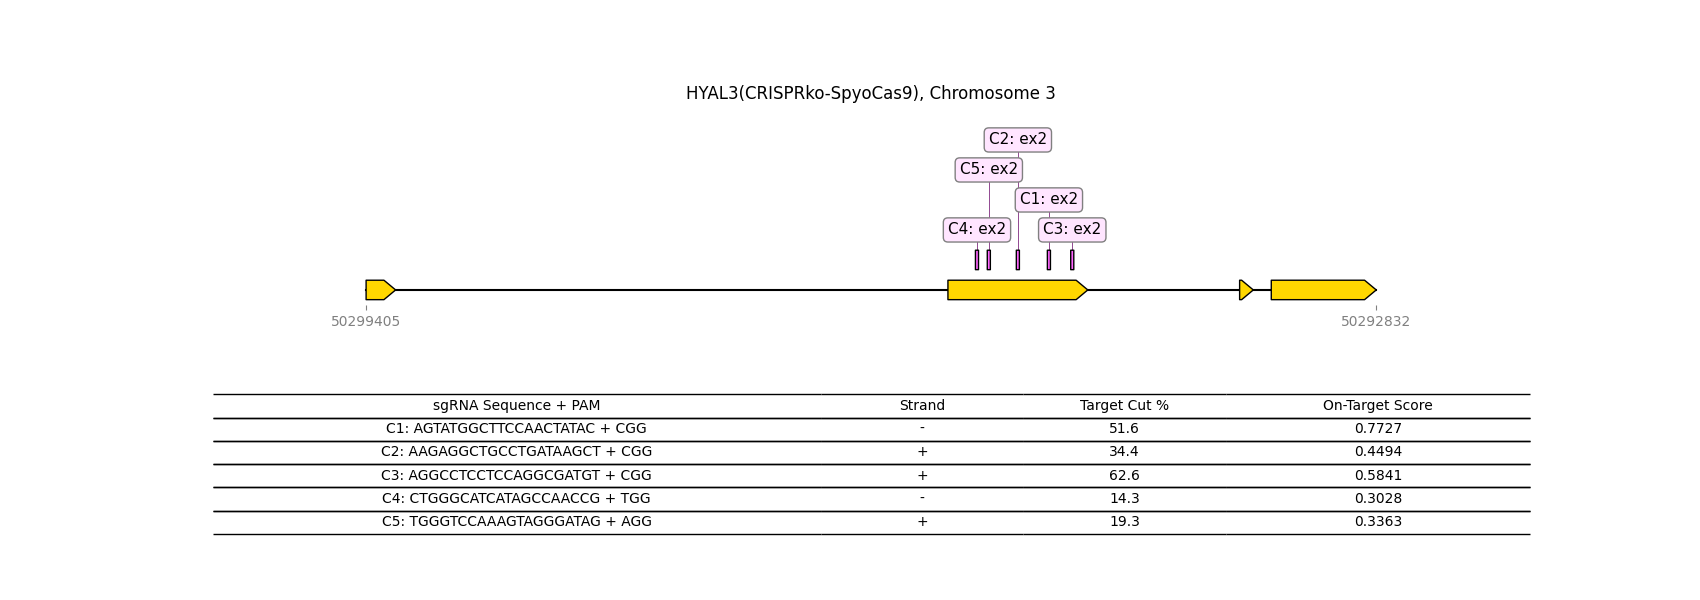 HYAL3(CRISPRko-SpyoCas9), Chromosome 3
C2: ex2
C5: ex2
C1: ex2
C4: ex2
C3: ex2
50299405
50292832
sgRNA Sequence + PAM Strand Target Cut % On-Target Score
C1: AGTATGGCTTCCAACTATAC + CGG - 51.6 0.7727
C2: AAGAGGCTGCCTGATAAGCT + CGG + 34.4 0.4494
C3: AGGCCTCCTCCAGGCGATGT + CGG + 62.6 0.5841
C4: CTGGGCATCATAGCCAACCG + TGG - 14.3 0.3028
C5: TGGGTCCAAAGTAGGGATAG + AGG + 19.3 0.3363